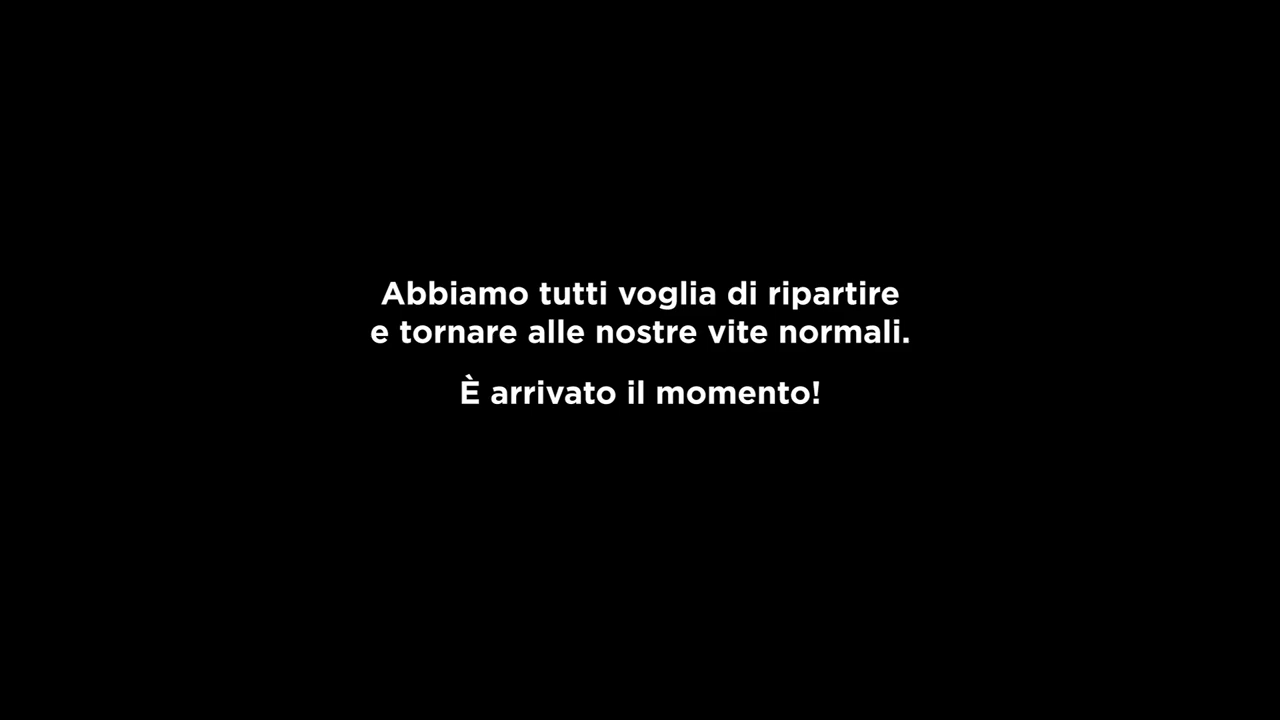 Abbiamo tutti voglia di ripartire
e tornare alle nostre vite normali.
È arrivato il momento!